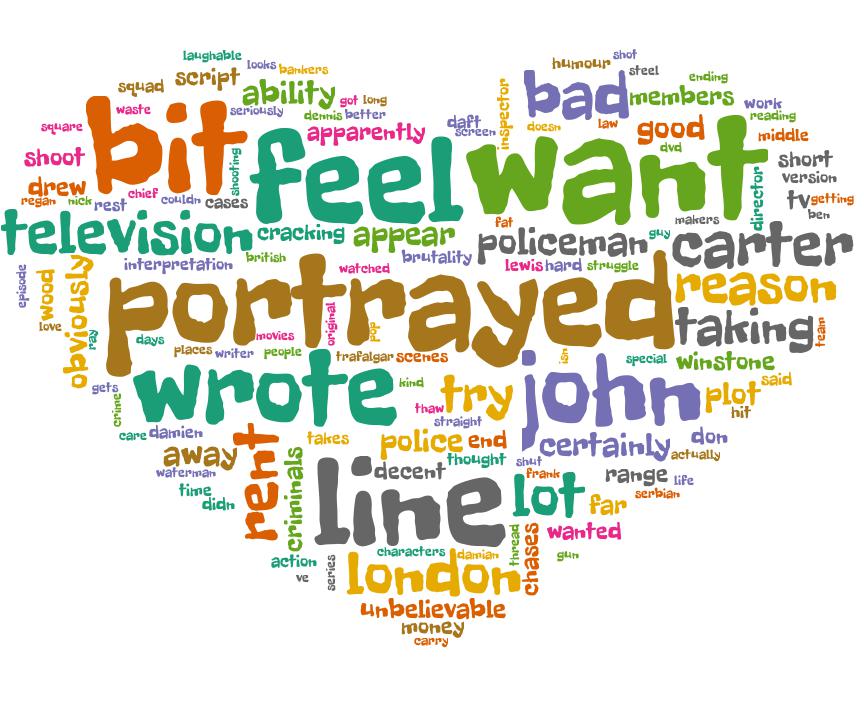 laughable
looks
bankers
humour
shot
steel
squad
script
ability
ending
waste
bit
seriously
got
long
dennis
better
inspector
bad
members
work
reading
square
apparently
daft
screen
doesn
law
good
middle
shoot
shooting
feel
want
dvd
short
version
drew
regan
nick
rest
chief
couldn
cases
director
tv
getting
ben
television
cracking
appear
fat
policeman
guy
makers
carter
interpretation
british
watched
brutality
lewis
hard
struggle
episode
wood
obviously
portrayed
reason
love
ray
days
movies
original
pop
taking
team
places
writer
people
trafalgar
scenes
isn
special
winstone
gets
wrote
kind
try
john
plot
said
hit
crime
thaw
straight
care
damien
rent
takes
police
end
certainly
don
actually
away
waterman
criminals
decent
thought
shut
frank
range
life
serbian
time
didn
line
lot
far
thread
chases
wanted
action
ve
series
characters
damian
gun
london
unbelievable
money
carry